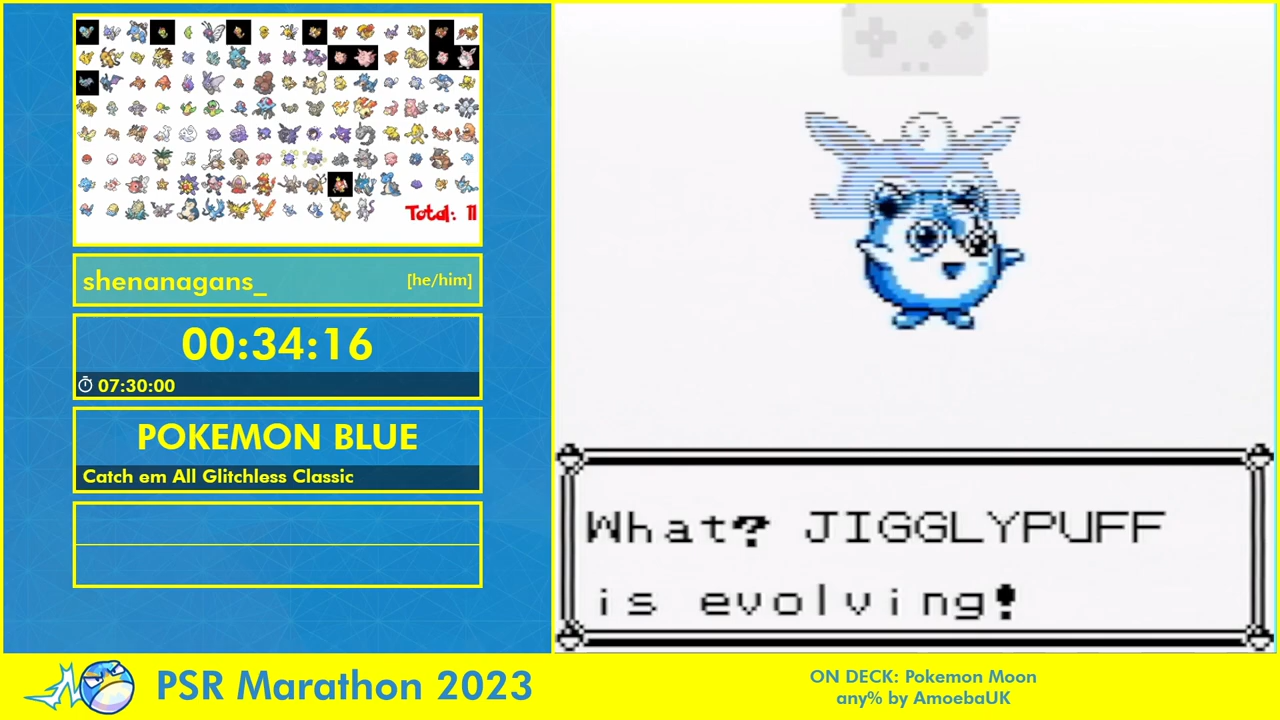 Total: 11
shenanagans_
[he/him]
00:34:16
07:30:00
POKEMON BLUE
Catch em All Glitchless Classic
What? JIGGLYPUFF
is evolving!
PSR Marathon 2023
ON DECK: Pokemon Moon
any% by AmoebaUK